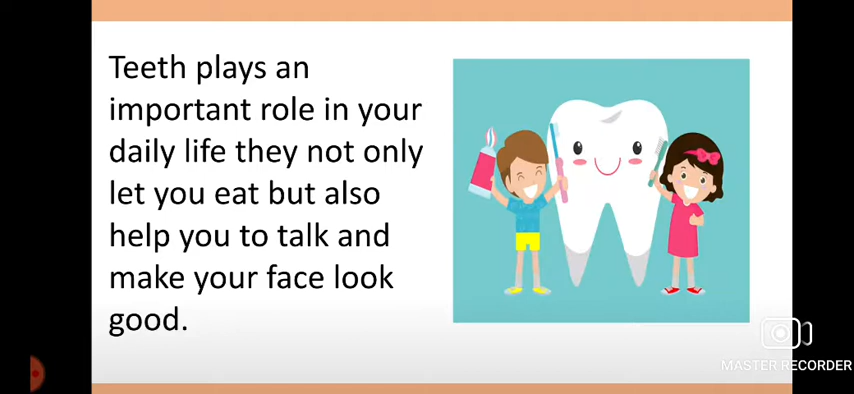 Teeth plays an
important role in your
daily life they not only
let you eat but also
help you to talk and
make your face look
good.
MASTER RECORDER